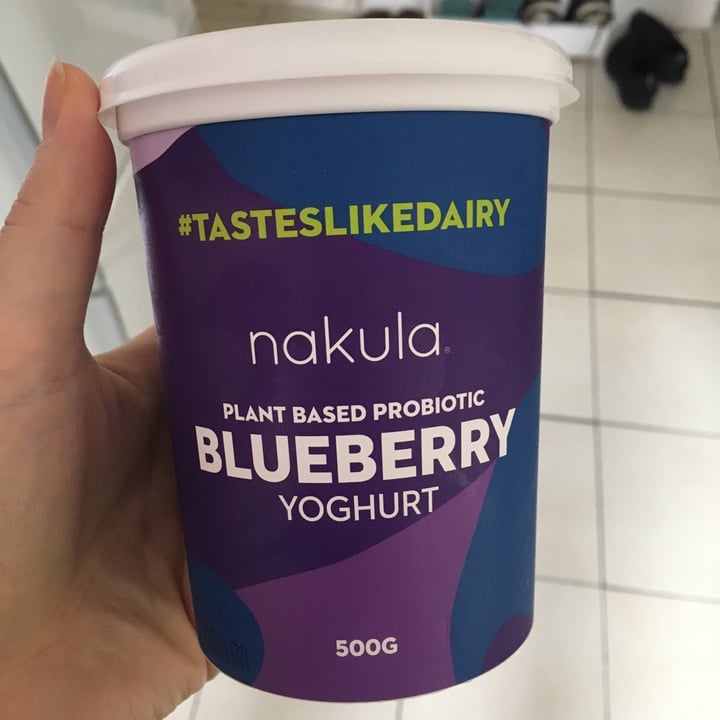 #TASTESLIKEDAIRY
nakula®
PLANT BASED PROBIOTIC
BLUEBERRY
YOGHURT
500G